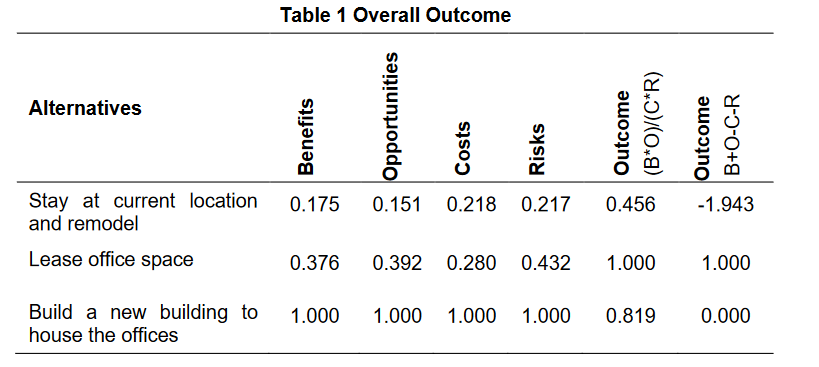 Table 1 Overall Outcome
Alternatives
Benefits
Opportunities
Costs
Risks
Outcome
(B*O)/(C*R)
Outcome
B+O-C-R
Stay at current location 0.175 0.151 0.218 0.217 0.456 -1.943
and remodel
Lease office space 0.376 0.392 0.280 0.432 1.000 1.000
Build a new building to 1.000 1.000 1.000 1.000 0.819 0.000
house the offices